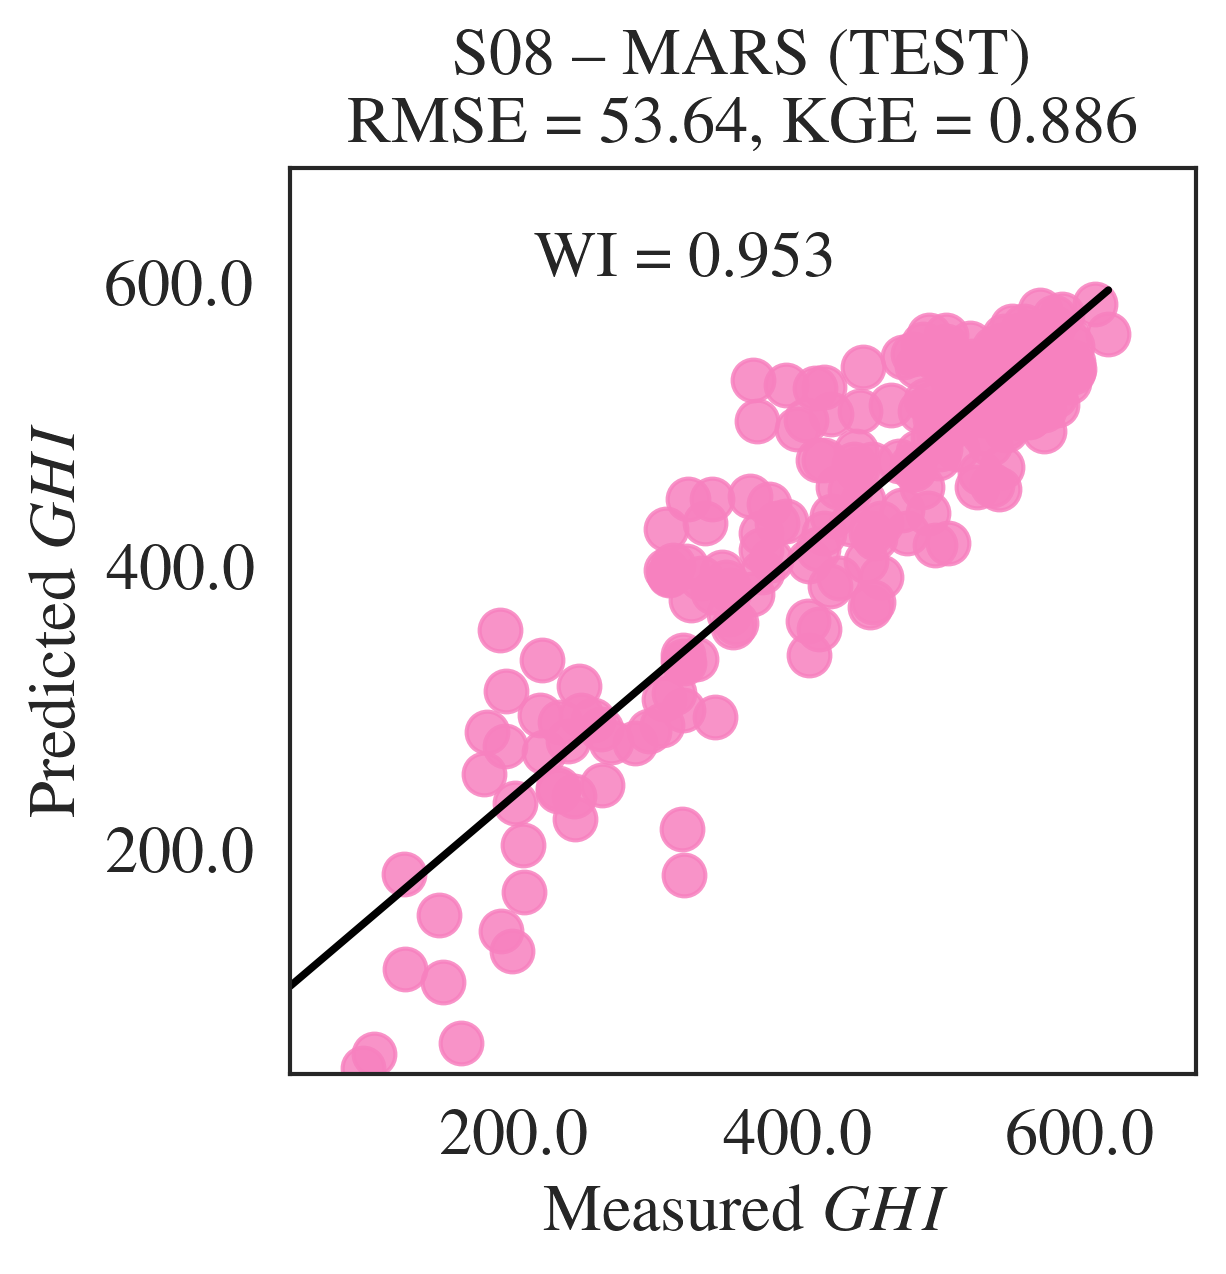 S08 – MARS (TEST)
RMSE = 53.64, KGE = 0.886
WI = 0.953
600.0
400.0
200.0
Predicted GHI
200.0 400.0 600.0
Measured GHI